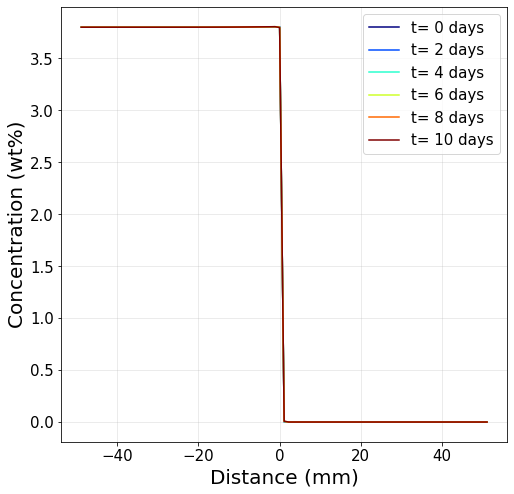 t= 0 days
t= 2 days
t= 4 days
t= 6 days
t= 8 days
t= 10 days
3.5
3.0
2.5
2.0
1.5
1.0
0.5
0.0
Concentration (wt%)
−40
−20
0
20
40
Distance (mm)